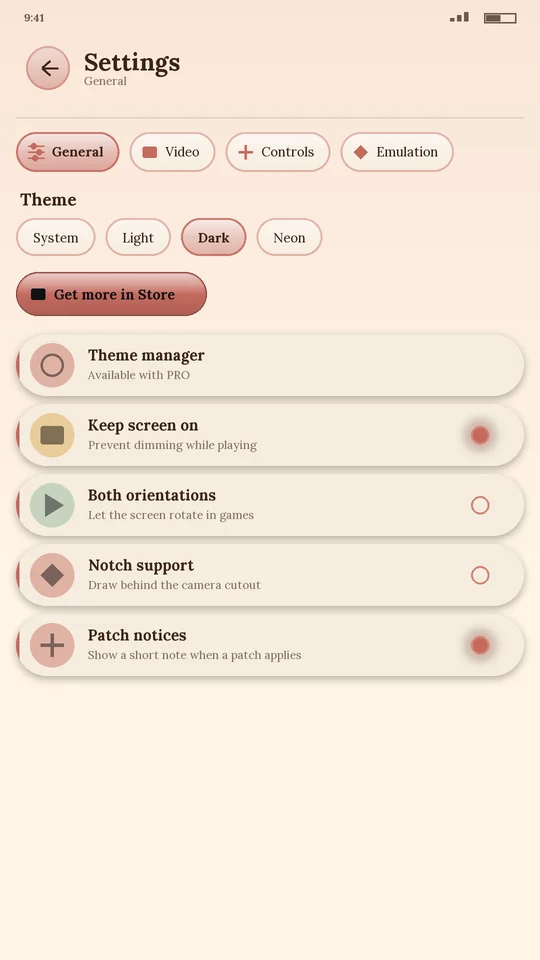 9:41
Settings
General
General
Video
Controls
Emulation
Theme
System
Light
Dark
Neon
Get more in Store
Theme manager
Available with PRO
Keep screen on
Prevent dimming while playing
Both orientations
Let the screen rotate in games
Notch support
Draw behind the camera cutout
Patch notices
Show a short note when a patch applies